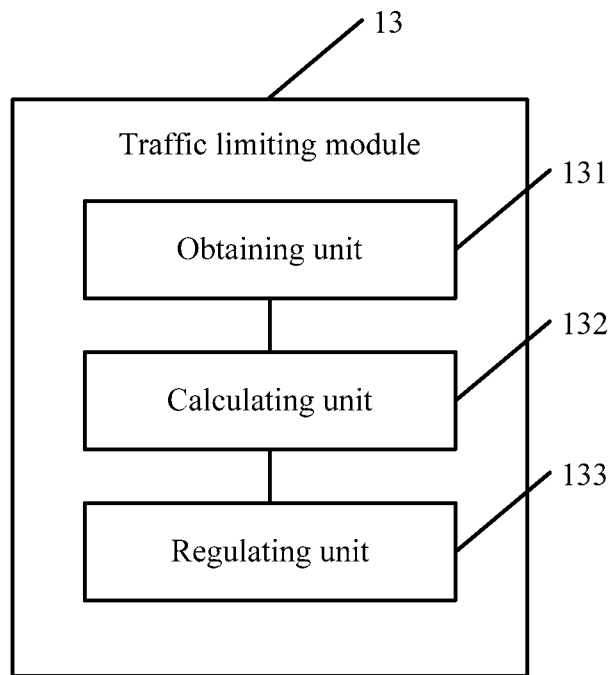 13
Traffic limiting module
131
Obtaining unit
132
Calculating unit
133
Regulating unit